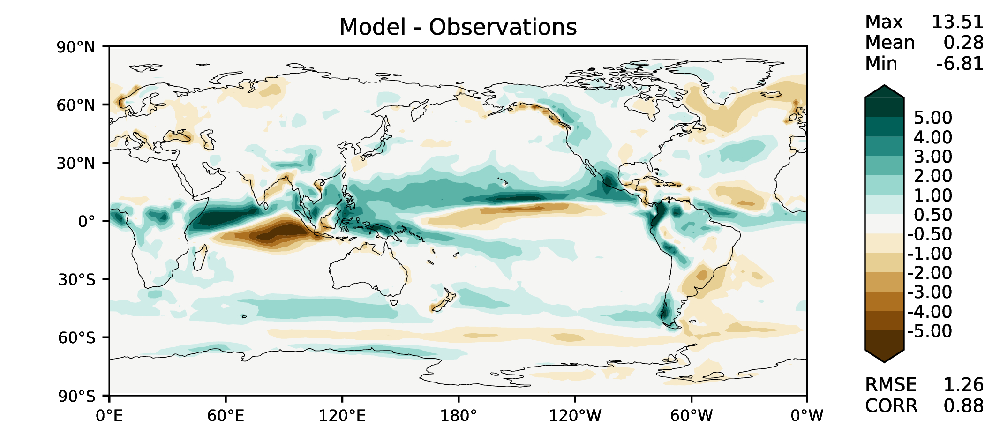 Model - Observations
Max 13.51
Mean 0.28
Min -6.81
90°N
60°N
30°N
0°
30°S
60°S
90°S
0°E 60°E 120°E 180° 120°W 60°W 0°W
5.00
4.00
3.00
2.00
1.00
0.50
-0.50
-1.00
-2.00
-3.00
-4.00
-5.00
RMSE 1.26
CORR 0.88